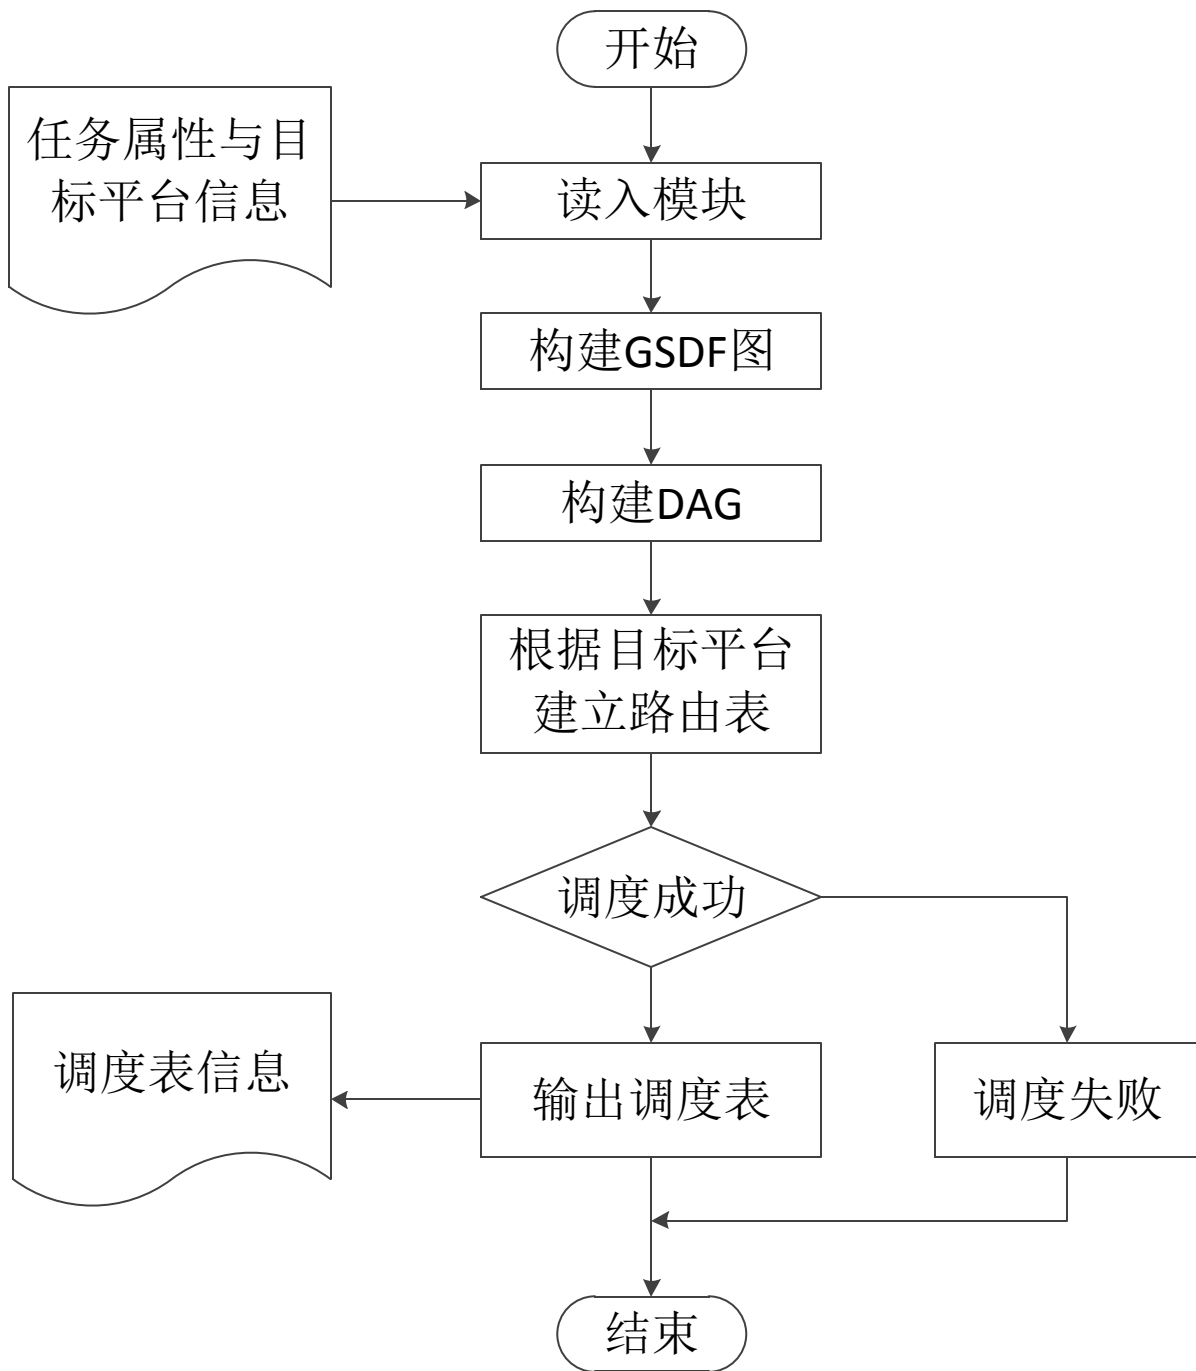 开始
任务属性与目
标平台信息
读入模块
构建GSDF图
构建DAG
根据目标平台
建立路由表
调度成功
调度表信息
输出调度表
调度失败
结束